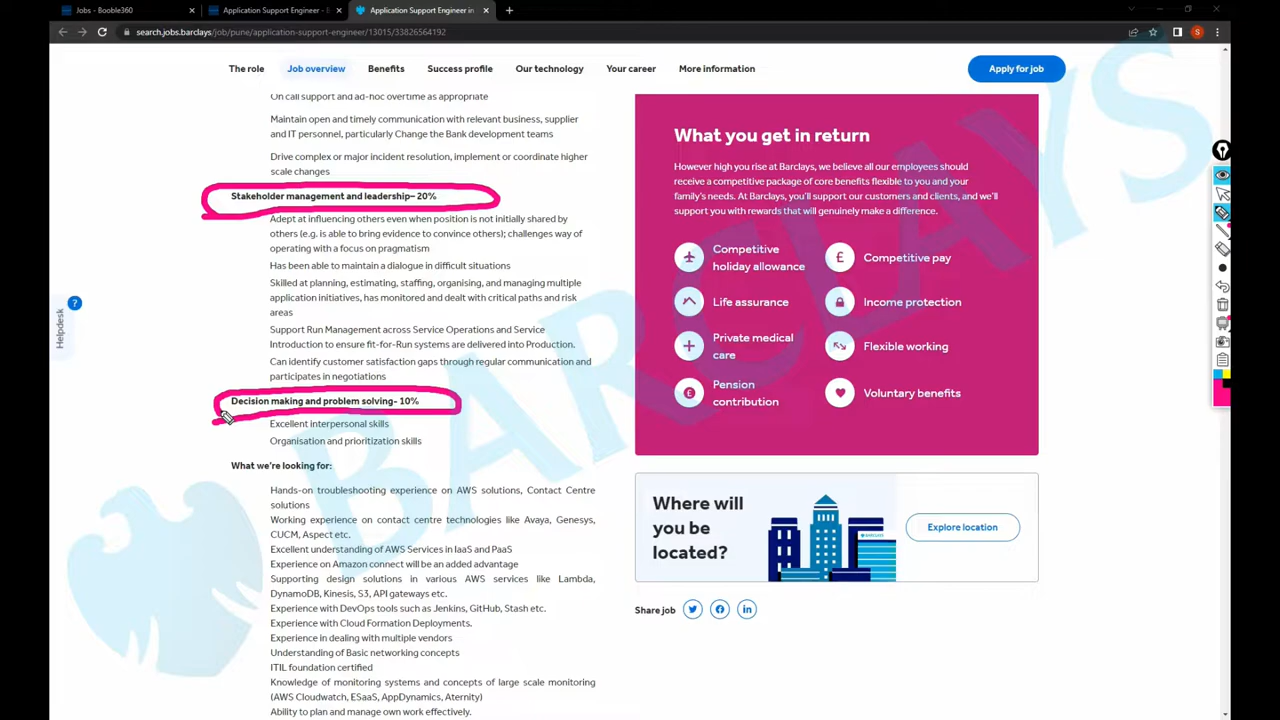 Jobs - Booble360
Application Support Engineer - B
Application Support Engineer in
search.jobs.barclays/job/pune/application-support-engineer/13015/33826564192
S
The role
Job overview
Benefits
Success profile
Our technology
Your career
More information
Apply for job
On call support and ad-hoc overtime as appropriate
Maintain open and timely communication with relevant business, supplier
and IT personnel, particularly Change the Bank development teams
Drive complex or major incident resolution, implement or coordinate higher
scale changes
Stakeholder management and leadership– 20%
Adept at influencing others even when position is not initially shared by
others (e.g. is able to bring evidence to convince others); challenges way of
operating with a focus on pragmatism
Has been able to maintain a dialogue in difficult situations
Skilled at planning, estimating, staffing, organising, and managing multiple
application initiatives, has monitored and dealt with critical paths and risk
areas
Support Run Management across Service Operations and Service
Introduction to ensure fit-for-Run systems are delivered into Production.
Can identify customer satisfaction gaps through regular communication and
participates in negotiations
Decision making and problem solving- 10%
Excellent interpersonal skills
Organisation and prioritization skills
What we're looking for:
Hands-on troubleshooting experience on AWS solutions, Contact Centre
solutions
Working experience on contact centre technologies like Avaya, Genesys,
CUCM, Aspect etc.
Excellent understanding of AWS Services in IaaS and PaaS
Experience on Amazon connect will be an added advantage
Supporting design solutions in various AWS services like Lambda,
DynamoDB, Kinesis, S3, API gateways etc.
Experience with DevOps tools such as Jenkins, GitHub, Stash etc.
Experience with Cloud Formation Deployments.
Experience in dealing with multiple vendors
Understanding of Basic networking concepts
ITIL foundation certified
Knowledge of monitoring systems and concepts of large scale monitoring
(AWS Cloudwatch, ESaaS, AppDynamics, Aternity)
Ability to plan and manage own work effectively.
What you get in return
However high you rise at Barclays, we believe all our employees should
receive a competitive package of core benefits flexible to you and your
family's needs. At Barclays, you'll support our customers and clients, and we'll
support you with rewards that will genuinely make a difference.
Competitive
holiday allowance
£
Competitive pay
Life assurance
Income protection
Private medical
care
Flexible working
£
Pension
contribution
Voluntary benefits
Where will
you be
located?
BARCLAYS
Explore location
Share job
?
Helpdesk
BARCLAYS